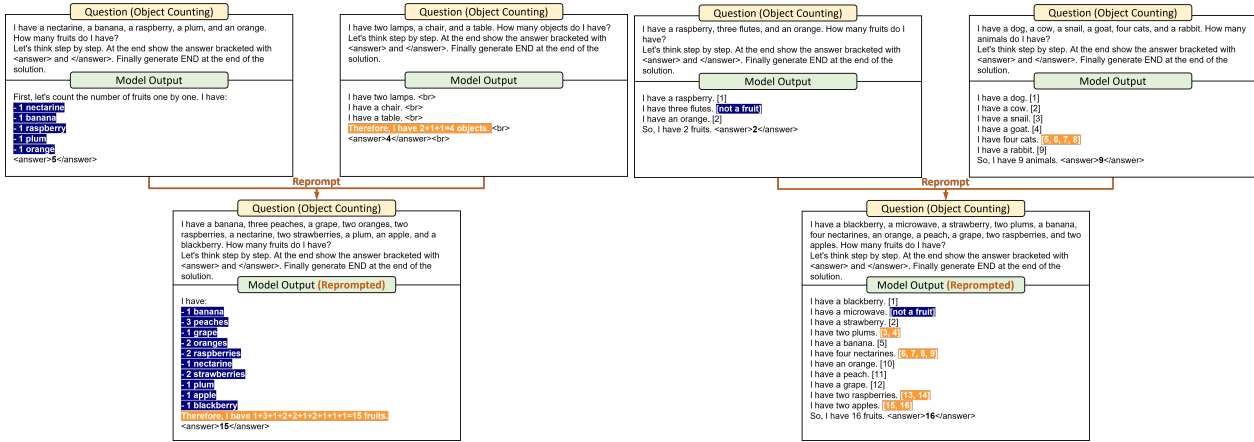 Question (Object Counting)
I have a nectarine, a banana, a raspberry, a plum, and an orange.
How many fruits do I have?
Let's think step by step. At the end show the answer bracketed with
<answer> and </answer>. Finally generate END at the end of the
solution.
Model Output
First, let's count the number of fruits one by one. I have:
- 1 nectarine
- 1 banana
- 1 raspberry
- 1 plum
- 1 orange
<answer>5</answer>
Question (Object Counting)
I have two lamps, a chair, and a table. How many objects do I have?
Let's think step by step. At the end show the answer bracketed with
<answer> and </answer>. Finally generate END at the end of the
solution.
Model Output
I have two lamps. <br>
I have a chair. <br>
I have a table. <br>
Therefore, I have 2+1+1=4 objects. <br>
<answer>4</answer><br>
Question (Object Counting)
I have a raspberry, three flutes, and an orange. How many fruits do I
have?
Let's think step by step. At the end show the answer bracketed with
<answer> and </answer>. Finally generate END at the end of the
solution.
Model Output
I have a raspberry. [1]
I have three flutes. [not a fruit]
I have an orange. [2]
So, I have 2 fruits. <answer>2</answer>
Question (Object Counting)
I have a dog, a cow, a snail, a goat, four cats, and a rabbit. How many
animals do I have?
Let's think step by step. At the end show the answer bracketed with
<answer> and </answer>. Finally generate END at the end of the
solution.
Model Output
I have a dog. [1]
I have a cow. [2]
I have a snail. [3]
I have a goat. [4]
I have four cats. [5, 6, 7, 8]
I have a rabbit. [9]
So, I have 9 animals. <answer>9</answer>
Reprompt
Reprompt
Question (Object Counting)
I have a banana, three peaches, a grape, two oranges, two
raspberries, a nectarine, two strawberries, a plum, an apple, and a
blackberry. How many fruits do I have?
Let's think step by step. At the end show the answer bracketed with
<answer> and </answer>. Finally generate END at the end of the
solution.
Model Output (Reprompted)
I have:
- 1 banana
- 3 peaches
- 1 grape
- 2 oranges
- 2 raspberries
- 1 nectarine
- 2 strawberries
- 1 plum
- 1 apple
- 1 blackberry
Therefore, I have 1+3+1+2+2+1+2+1+1+1=15 fruits.
<answer>15</answer>
Question (Object Counting)
I have a blackberry, a microwave, a strawberry, two plums, a banana,
four nectarines, an orange, a peach, a grape, two raspberries, and two
apples. How many fruits do I have?
Let's think step by step. At the end show the answer bracketed with
<answer> and </answer>. Finally generate END at the end of the
solution.
Model Output (Reprompted)
I have a blackberry. [1]
I have a microwave. [not a fruit]
I have a strawberry. [2]
I have two plums. [3, 4]
I have a banana. [5]
I have four nectarines. [6, 7, 8, 9]
I have an orange. [10]
I have a peach. [11]
I have a grape. [12]
I have two raspberries. [13, 14]
I have two apples. [15, 16]
So, I have 16 fruits. <answer>16</answer>